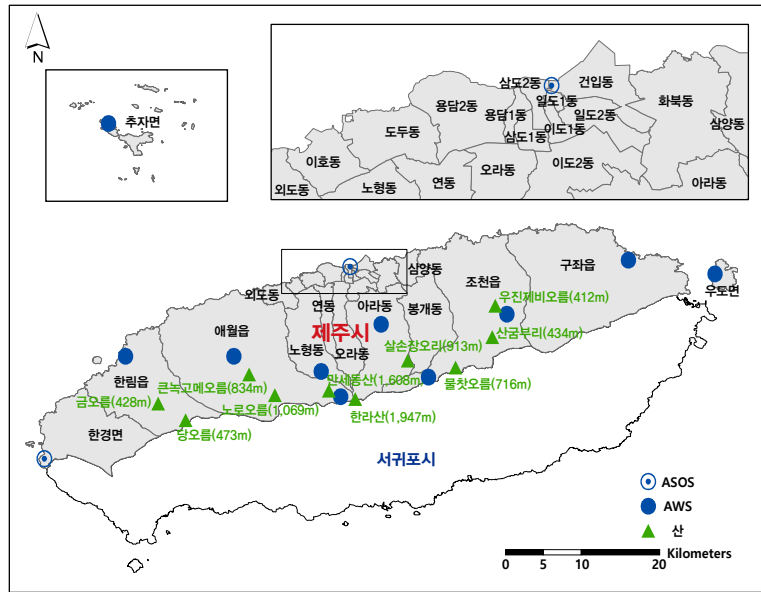 N
추자면
삼도2동
건입동
용담2동
용담1동
일도1동
화북동
일도2동
도두동
삼도1동
이도1동
삼양동
이호동
오라동
이도2동
외도동
노형동
연동
아라동
삼양동
구좌읍
조천읍
외도동
연동
아라동
봉개동
우도면
우진제비오름(412m)
애월읍
제주시
산굼부리(434m)
노형동
오라동
살손장오리(913m)
한림읍
큰녹고메오름(834m)
만세동산(1,608m)
물찻오름(716m)
금오름(428m)
노로오름(1,069m)
한라산(1,947m)
한경면
당오름(473m)
서귀포시
ASOS
AWS
산
Kilometers
0 5 10 20